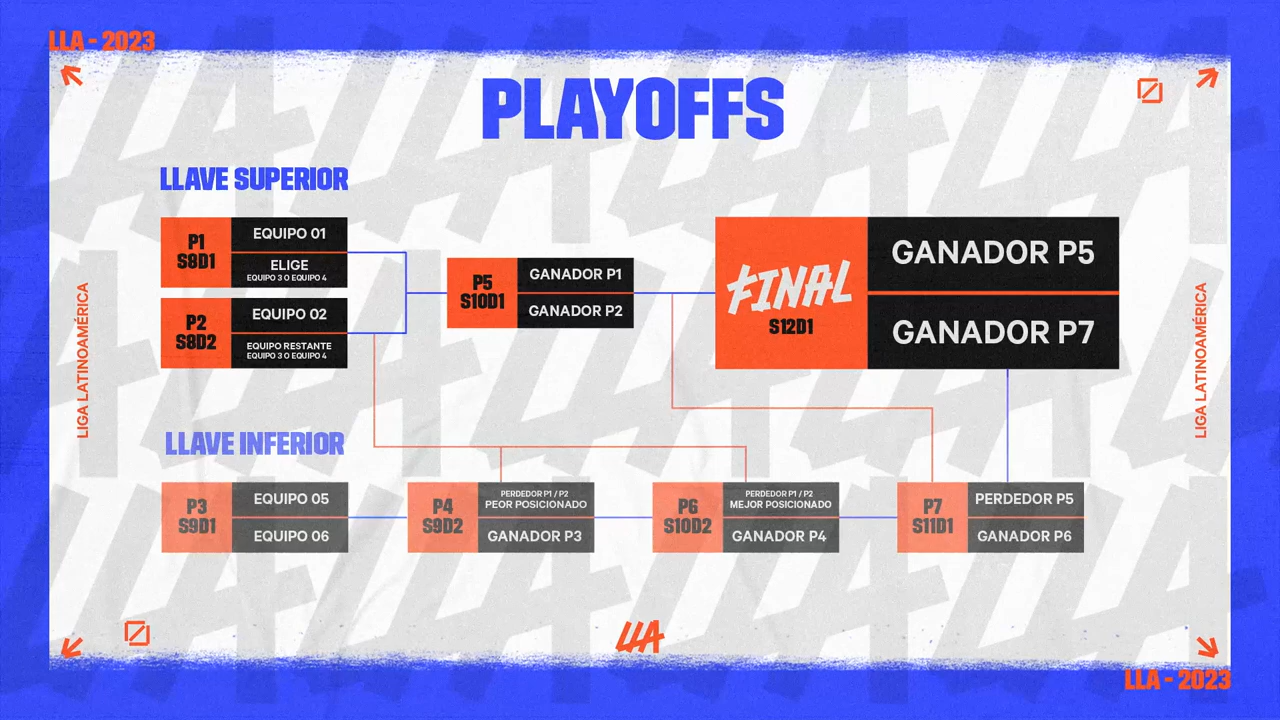 LLA - 2023
PLAYOFFS
LLAVE SUPERIOR
P1
S8D1
EQUIPO 01
ELIGE
EQUIPO 3 O EQUIPO 4
P2
S8D2
EQUIPO 02
EQUIPO RESTANTE
EQUIPO 3 O EQUIPO 4
P5
S10D1
GANADOR P1
GANADOR P2
FINAL
S12D1
GANADOR P5
GANADOR P7
LIGA LATINOAMÉRICA
LIGA LATINOAMÉRICA
LLAVE INFERIOR
P3
S9D1
EQUIPO 05
EQUIPO 06
P4
S9D2
PERDEDOR P1 / P2
PEOR POSICIONADO
GANADOR P3
P6
S10D2
PERDEDOR P1 / P2
MEJOR POSICIONADO
GANADOR P4
P7
S11D1
PERDEDOR P5
GANADOR P6
LLA
LLA - 2023